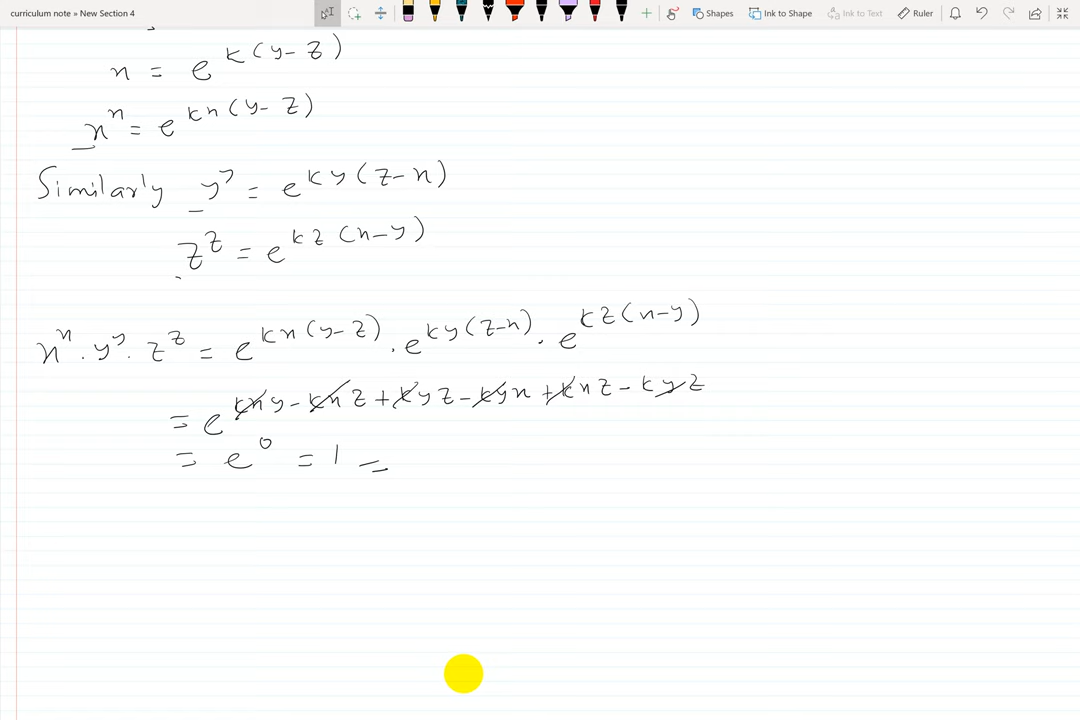 curriculum note » New Section 4
Shapes Ink to Shape Ink to Text Ruler
x = e^k(y-z)
x^x = e^kx(y-z)
Similarly y^y = e^ky(z-x)
z^z = e^kz(x-y)
x^x . y^y . z^z = e^kx(y-z) . e^ky(z-x) . e^kz(x-y)
= e^kxy-kxz+kyz-kyx+kxz-kyz
= e^0 = 1 =